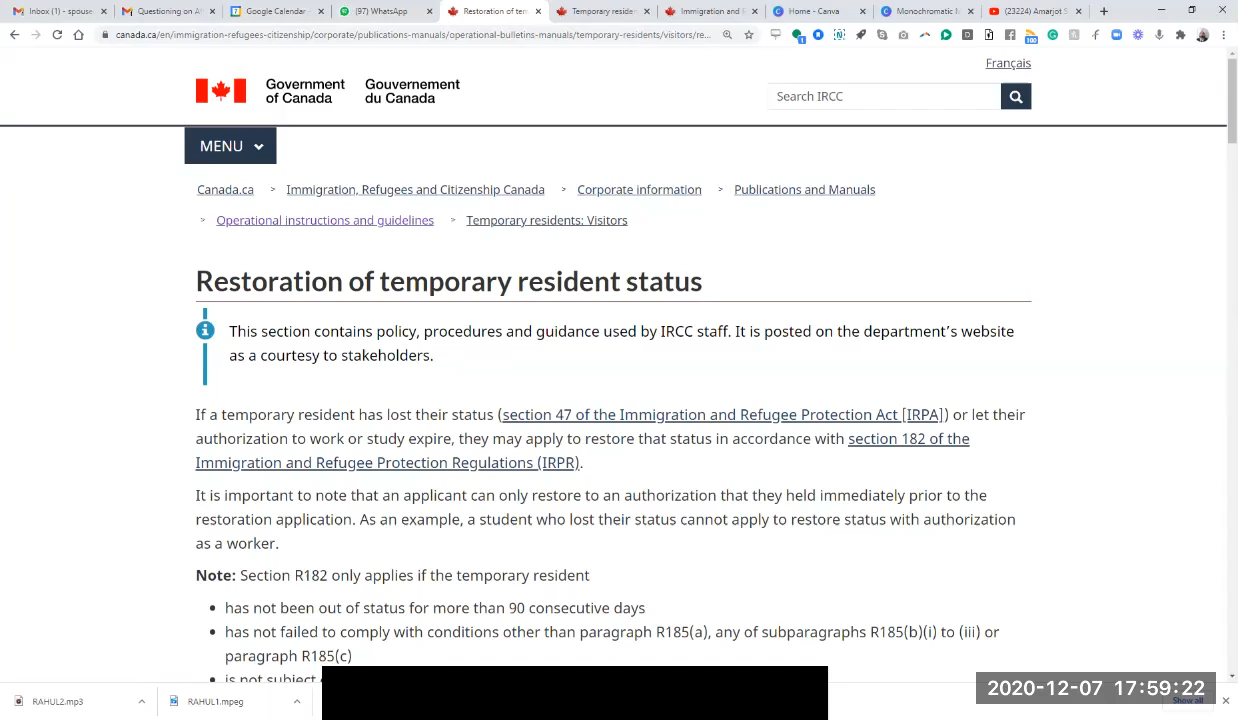 Inbox (1) - spouse
Questioning on A
Google Calendar
(97) WhatsApp
Restoration of tem
Temporary reside
Immigration and R
Home - Canva
Monochromatic M
(23224) Amarjot S
canada.ca/en/immigration-refugees-citizenship/corporate/publications-manuals/operational-bulletins-manuals/temporary-residents/visitors/re...
Français
Government of Canada
Gouvernement du Canada
Search IRCC
MENU
Canada.ca > Immigration, Refugees and Citizenship Canada > Corporate information > Publications and Manuals
> Operational instructions and guidelines > Temporary residents: Visitors
Restoration of temporary resident status
This section contains policy, procedures and guidance used by IRCC staff. It is posted on the department's website
as a courtesy to stakeholders.
If a temporary resident has lost their status (section 47 of the Immigration and Refugee Protection Act [IRPA]) or let their
authorization to work or study expire, they may apply to restore that status in accordance with section 182 of the
Immigration and Refugee Protection Regulations (IRPR).
It is important to note that an applicant can only restore to an authorization that they held immediately prior to the
restoration application. As an example, a student who lost their status cannot apply to restore status with authorization
as a worker.
Note: Section R182 only applies if the temporary resident
• has not been out of status for more than 90 consecutive days
• has not failed to comply with conditions other than paragraph R185(a), any of subparagraphs R185(b)(i) to (iii) or
paragraph R185(c)
• is not subject
RAHUL2.mp3
RAHUL1.mpeg
2020-12-07 17:59:22
Show all